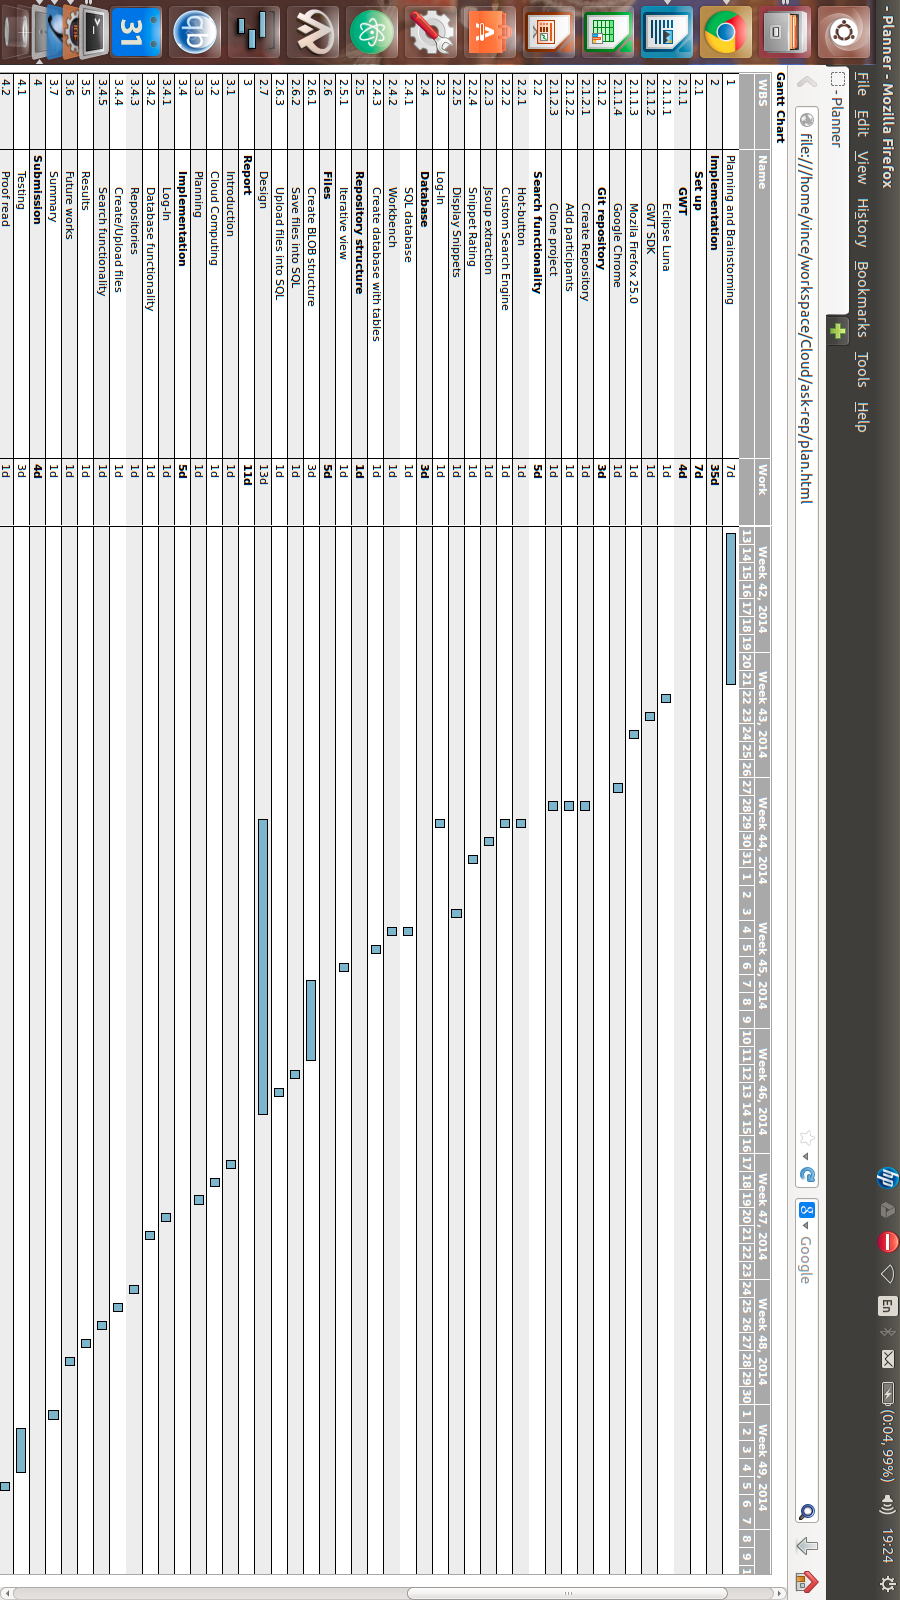 - Planner - Mozilla Firefox
En
(0:04, 99%)
19:24
File Edit View History Bookmarks Tools Help
- Planner
file:///home/vince/workspace/Cloud/ask-rep/plan.html
Google
31
Gantt Chart
WBS Name Work Week 42, 2014 Week 43, 2014 Week 44, 2014 Week 45, 2014 Week 46, 2014 Week 47, 2014 Week 48, 2014 Week 49, 2014
13 14 15 16 17 18 19 20 21 22 23 24 25 26 27 28 29 30 31 1 2 3 4 5 6 7 8 9 10 11 12 13 14 15 16 17 18 19 20 21 22 23 24 25 26 27 28 29 30 1 2 3 4 5 6 7 8 9 1
1 Planning and Brainstorming 7d
2 Implementation 35d
2.1 Set up 7d
2.1.1 GWT 4d
2.1.1.1 Eclipse Luna 1d
2.1.1.2 GWT SDK 1d
2.1.1.3 Mozila Firefox 25.0 1d
2.1.1.4 Google Chrome 1d
2.1.2 Git repository 3d
2.1.2.1 Create Repository 1d
2.1.2.2 Add participants 1d
2.1.2.3 Clone project 1d
2.2 Search functionality 5d
2.2.1 Hot-button 1d
2.2.2 Custom Search Engine 1d
2.2.3 Jsoup extraction 1d
2.2.4 Snippet Rating 1d
2.2.5 Display Snippets 1d
2.3 Log-In 1d
2.4 Database 3d
2.4.1 SQL database 1d
2.4.2 Workbench 1d
2.4.3 Create database with tables 1d
2.5 Repository structure 1d
2.5.1 Iterative view 1d
2.6 Files 5d
2.6.1 Create BLOB structure 3d
2.6.2 Save files into SQL 1d
2.6.3 Upload files into SQL 1d
2.7 Design 13d
3 Report 11d
3.1 Introduction 1d
3.2 Cloud Computing 1d
3.3 Planning 1d
3.4 Implementation 5d
3.4.1 Log-In 1d
3.4.2 Database functionality 1d
3.4.3 Repositories 1d
3.4.4 Create/Upload files 1d
3.4.5 Search functionality 1d
3.5 Results 1d
3.6 Future works 1d
3.7 Summary 1d
4 Submission 4d
4.1 Testing 3d
4.2 Proof read 1d